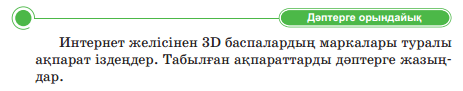 Дәптерге орындайық
Интернет желісінен 3D баспалардың маркалары туралы
ақпарат іздеңдер. Табылған ақпараттарды дәптерге жазың-
дар.